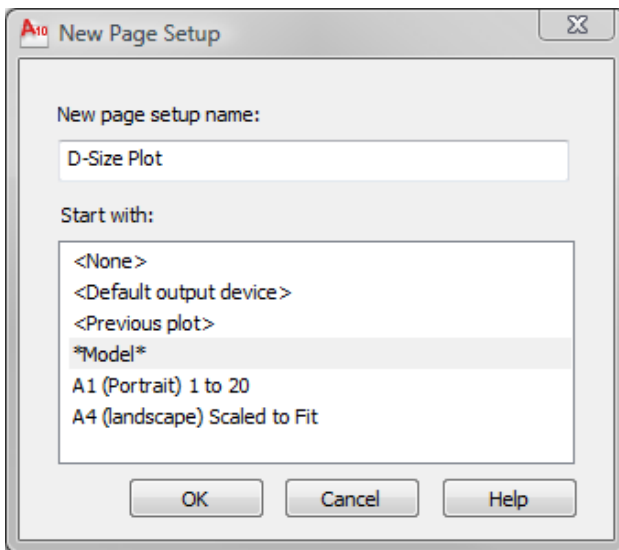 A10 New Page Setup
New page setup name:
D-Size Plot
Start with:
<None>
<Default output device>
<Previous plot>
*Model*
A1 (Portrait) 1 to 20
A4 (landscape) Scaled to Fit
OK Cancel Help